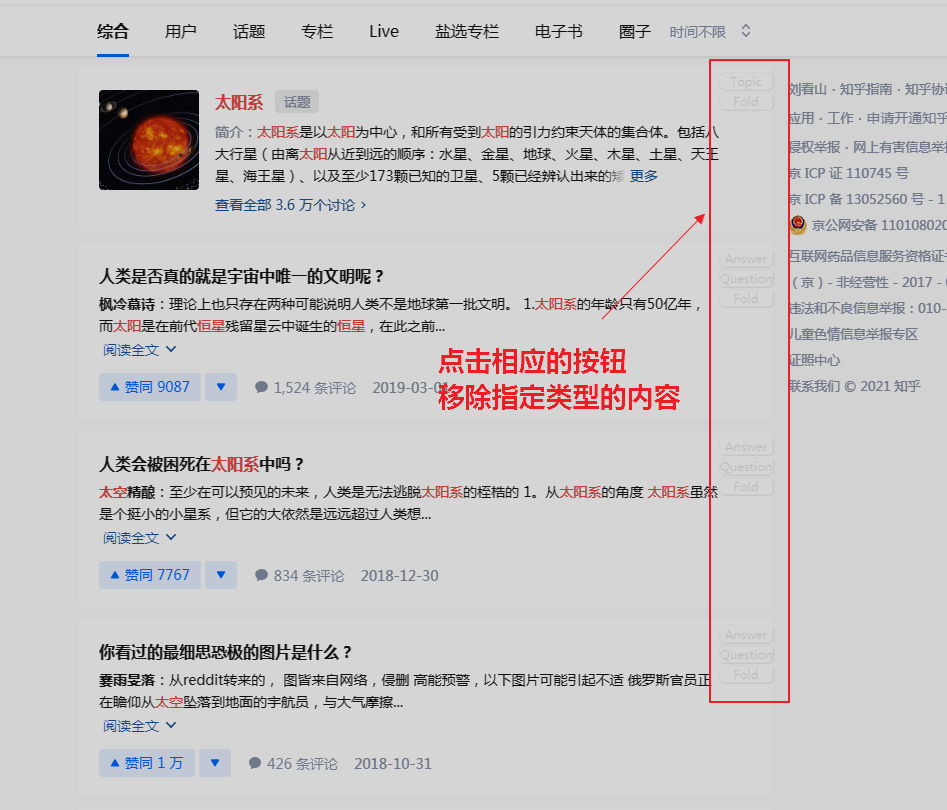 综合 用户 话题 专栏 Live 盐选专栏 电子书 圈子 时间不限
太阳系 话题
简介：太阳系是以太阳为中心，和所有受到太阳的引力约束天体的集合体。包括八
大行星（由离太阳从近到远的顺序：水星、金星、地球、火星、木星、土星、天王
星、海王星）、以及至少173颗已知的卫星、5颗已经辨认出来的 更多
查看全部 3.6 万个讨论 ›
Topic
Fold
人类是否真的就是宇宙中唯一的文明呢？
枫冷慕诗：理论上也只存在两种可能说明人类不是地球第一批文明。 1.太阳系的年龄只有50亿年，
而太阳是在前代恒星残留星云中诞生的恒星，在此之前...
阅读全文
▲ 赞同 9087 ▼ 1,524 条评论 2019-03-0
Answer
Question
Fold
点击相应的按钮
移除指定类型的内容
人类会被困死在太阳系中吗？
太空精酿：至少在可以预见的未来，人类是无法逃脱太阳系的桎梏的 1。从太阳系的角度 太阳系虽然
是个挺小的小星系，但它的大依然是远远超过人类想...
阅读全文
▲ 赞同 7767 ▼ 834 条评论 2018-12-30
Answer
Question
Fold
你看过的最细思恐极的图片是什么？
雨旻落：从reddit转来的， 图皆来自网络，侵删 高能预警，以下图片可能引起不适 俄罗斯官员正
在瞻仰从太空坠落到地面的宇航员，与大气摩擦...
阅读全文
▲ 赞同 1 万 ▼ 426 条评论 2018-10-31
Answer
Question
Fold
刘看山 · 知乎指南 · 知乎协
应用 · 工作 · 申请开通知乎
侵权举报 · 网上有害信息举
京 ICP 证 110745 号
京 ICP 备 13052560 号 - 1
京公网安备 110108020
互联网药品信息服务资格证
（京）- 非经营性 - 2017 -
违法和不良信息举报：010-
儿童色情信息举报专区
证照中心
联系我们 © 2021 知乎